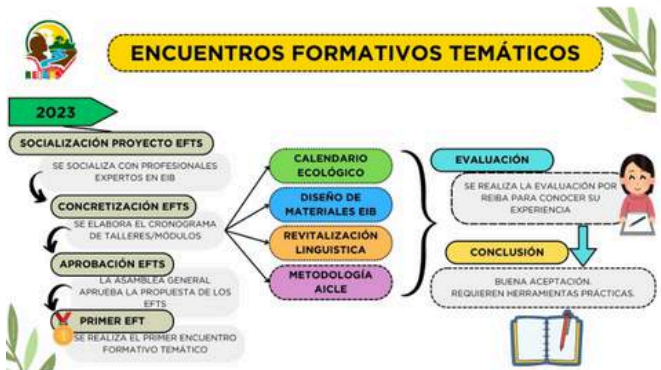 ENCUENTROS FORMATIVOS TEMÁTICOS
2023
SOCIALIZACIÓN PROYECTO EFTS
SE SOCIALIZA CON PROFESIONALES
EXPERTOS EN EIB
CONCRETIZACIÓN EFTS
SE ELABORA EL CRONOGRAMA
DE TALLERES/MÓDULOS
APROBACIÓN EFTS
LA ASAMBLEA GENERAL
APRUEBA LA PROPUESTA DE LOS
EFTS
PRIMER EFT
SE REALIZA EL PRIMER ENCUENTRO
FORMATIVO TEMÁTICO
CALENDARIO
ECOLÓGICO
DISEÑO DE
MATERIALES EIB
REVITALIZACIÓN
LINGUISTICA
METODOLOGÍA
AICLE
EVALUACIÓN
SE REALIZA LA EVALUACIÓN POR
REIBA PARA CONOCER SU
EXPERIENCIA
CONCLUSIÓN
BUENA ACEPTACIÓN.
REQUIEREN HERRAMIENTAS PRÁCTICAS.